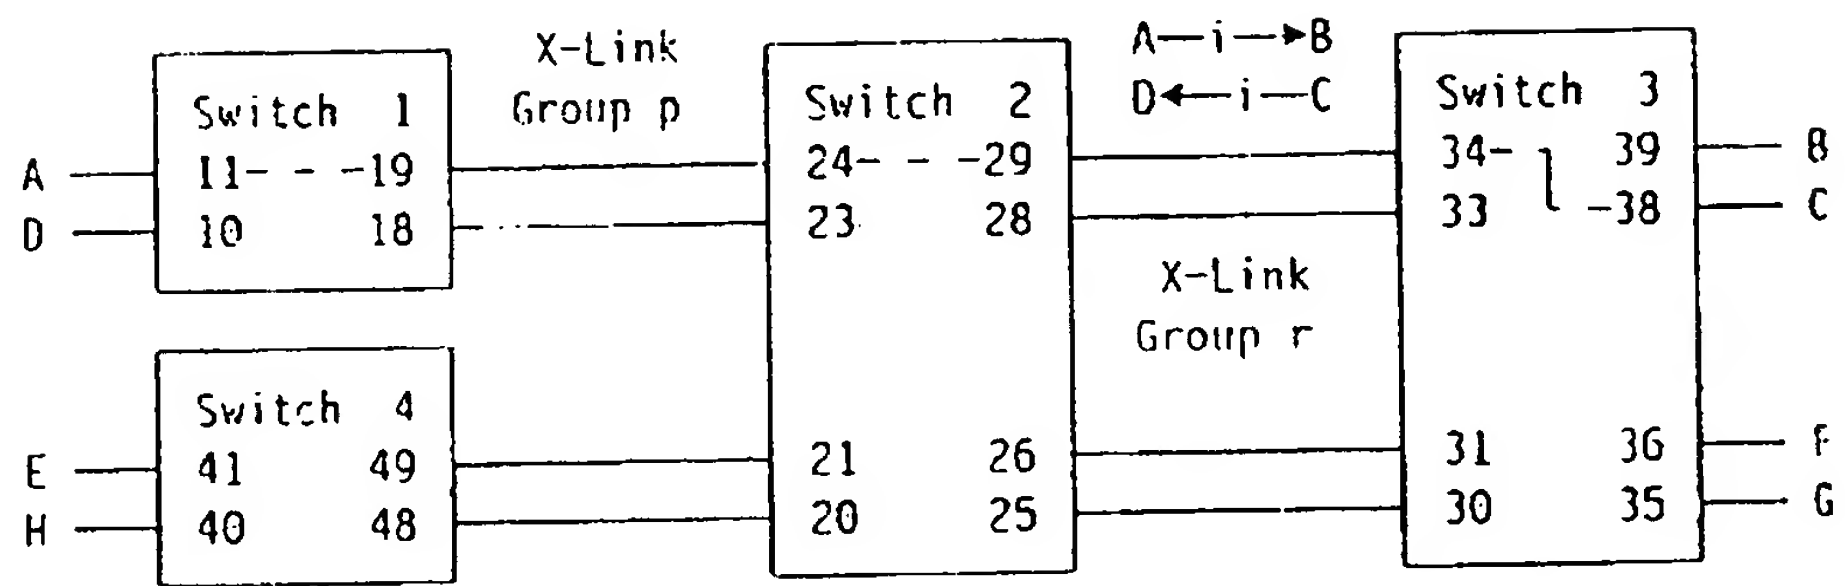 X-Link
Group p
A—i—►B
D◄—i—C
Switch 1
11- - -19
10 18
Switch 2
24- - -29
23 28
21 26
20 25
Switch 3
34- 39
33 -38
31 36
30 35
A
D
B
C
X-Link
Group r
Switch 4
41 49
40 48
E
H
F
G